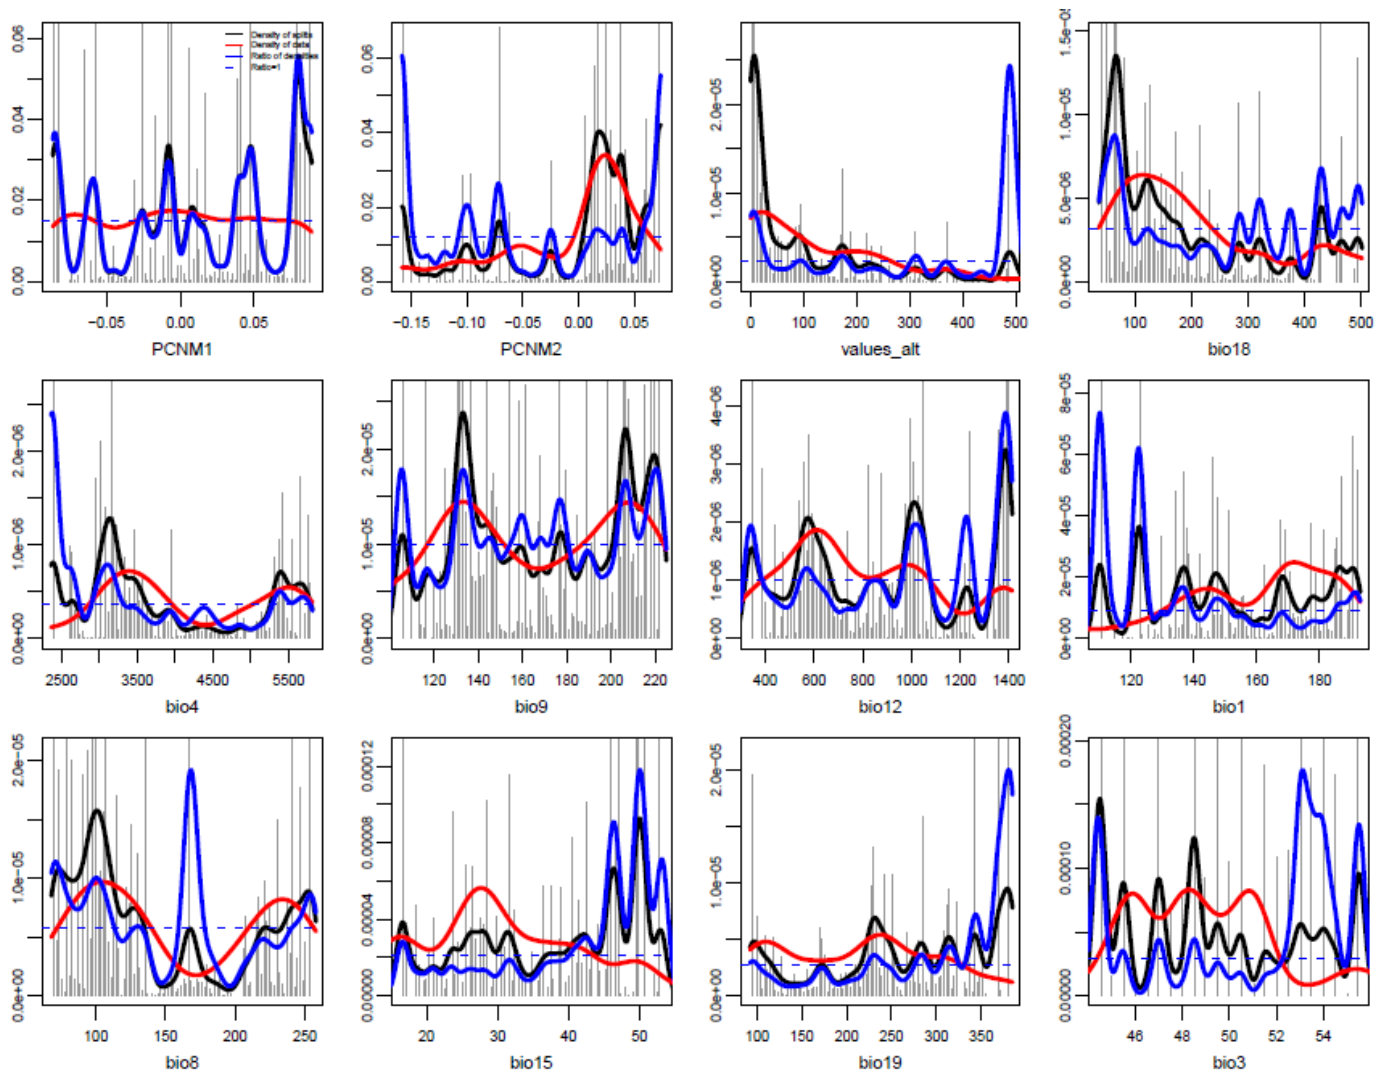 Density of splits
Density of data
Ratio of densities
Ratio=1
0.00 0.02 0.04 0.06
−0.05 0.00 0.05
PCNM1
0.00 0.02 0.04 0.06
−0.15 −0.10 −0.05 0.00 0.05
PCNM2
0.0e+00 1.0e−05 2.0e−05
0 100 200 300 400 500
values_alt
0.0e+00 5.0e−06 1.0e−05
100 200 300 400 500
bio18
0.0e+00 1.0e−06 2.0e−06
2500 3500 4500 5500
bio4
0.0e+00 1.0e−05 2.0e−05
120 140 160 180 200 220
bio9
0e+00 1e−06 2e−06 3e−06 4e−06
400 600 800 1000 1200 1400
bio12
0e+00 2e−05 4e−05 6e−05 8e−05
120 140 160 180
bio1
0.0e+00 1.0e−05 2.0e−05
100 150 200 250
bio8
0.00000 0.00004 0.00008 0.00012
20 30 40 50
bio15
0.0e+00 1.0e−05 2.0e−05
100 150 200 250 300 350
bio19
0.00000 0.00010 0.00020
46 48 50 52 54
bio3